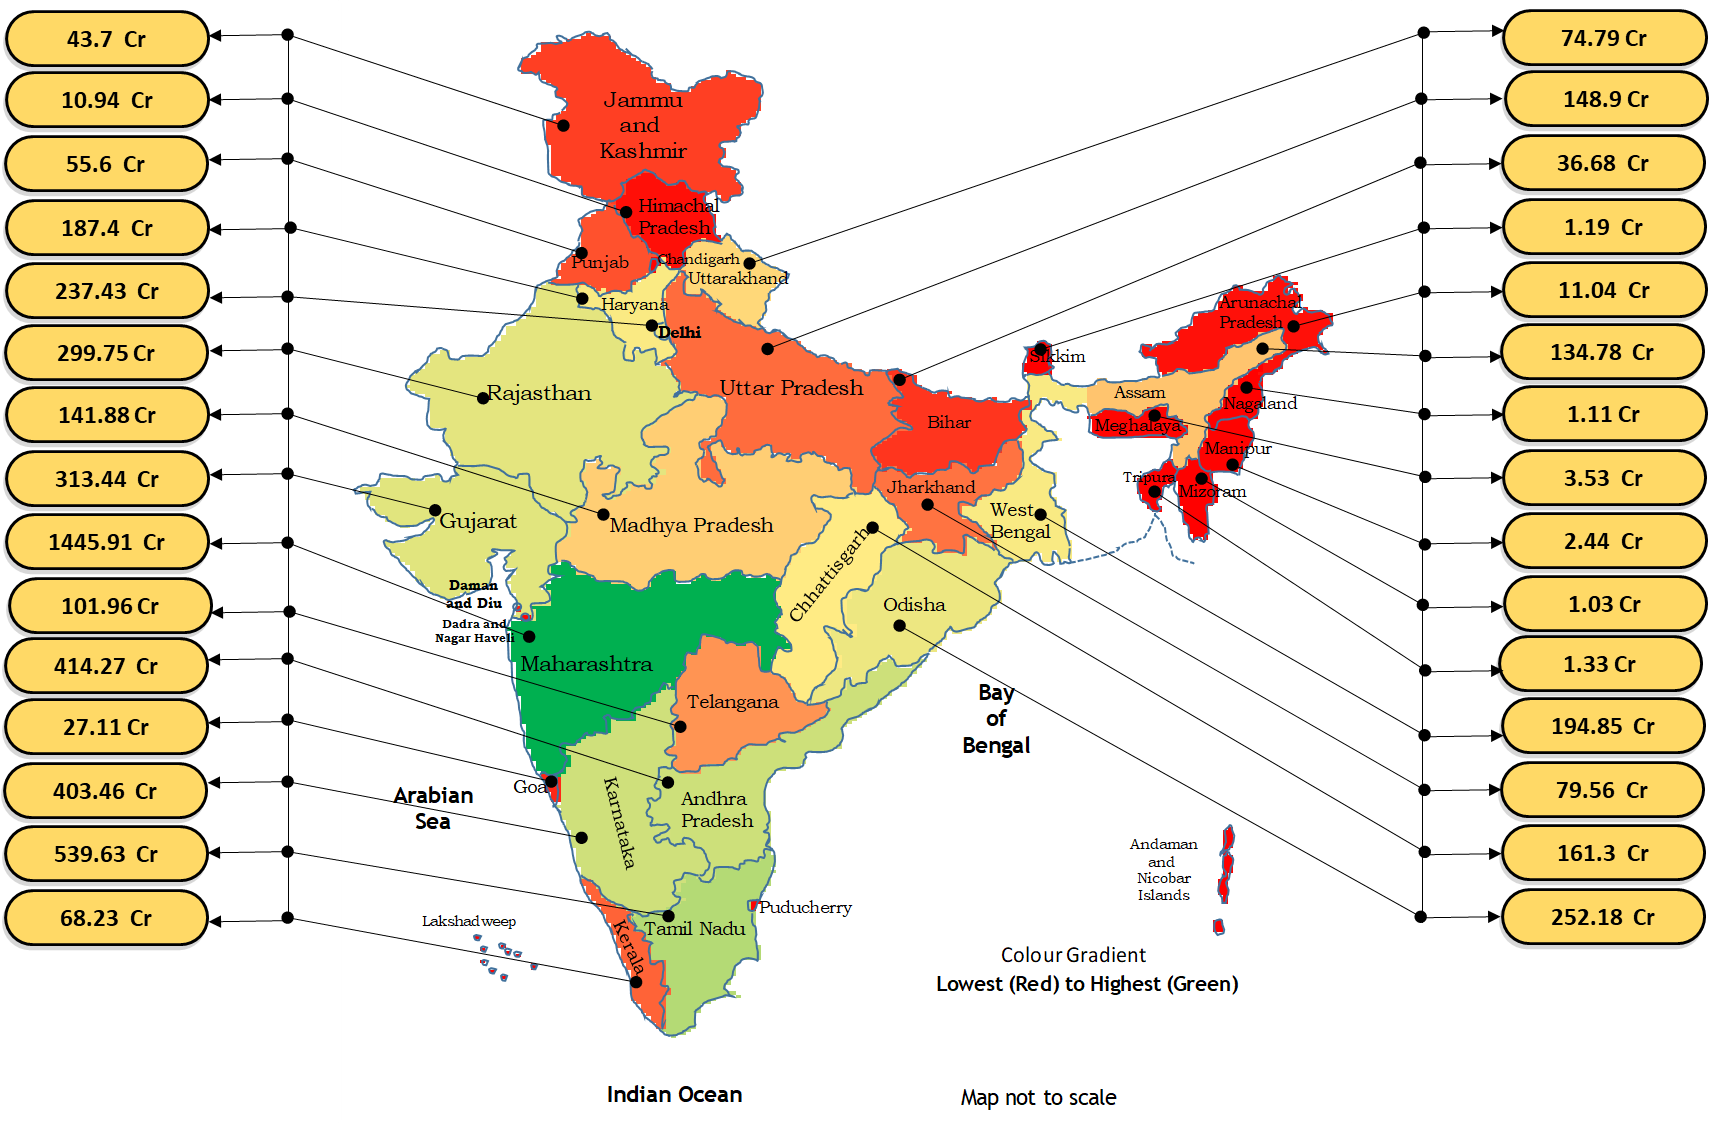 43.7 Cr
10.94 Cr
55.6 Cr
187.4 Cr
237.43 Cr
299.75 Cr
141.88 Cr
313.44 Cr
1445.91 Cr
101.96 Cr
414.27 Cr
27.11 Cr
403.46 Cr
539.63 Cr
68.23 Cr
Jammu
and
Kashmir
Himachal
Pradesh
Punjab
Chandigarh
Uttarakhand
Haryana
Delhi
Rajasthan
Uttar Pradesh
Bihar
Sikkim
Arunachal
Pradesh
Assam
Nagaland
Meghalaya
Manipur
Tripura
Mizoram
Jharkhand
West
Bengal
Gujarat
Madhya Pradesh
Chhattisgarh
Odisha
Daman
and Diu
Dadra and
Nagar Haveli
Maharashtra
Telangana
Bay
of
Bengal
Goa
Arabian
Sea
Karnataka
Andhra
Pradesh
Andaman
and
Nicobar
Islands
Puducherry
Lakshadweep
Kerala
Tamil Nadu
Colour Gradient
Lowest (Red) to Highest (Green)
Indian Ocean
Map not to scale
74.79 Cr
148.9 Cr
36.68 Cr
1.19 Cr
11.04 Cr
134.78 Cr
1.11 Cr
3.53 Cr
2.44 Cr
1.03 Cr
1.33 Cr
194.85 Cr
79.56 Cr
161.3 Cr
252.18 Cr